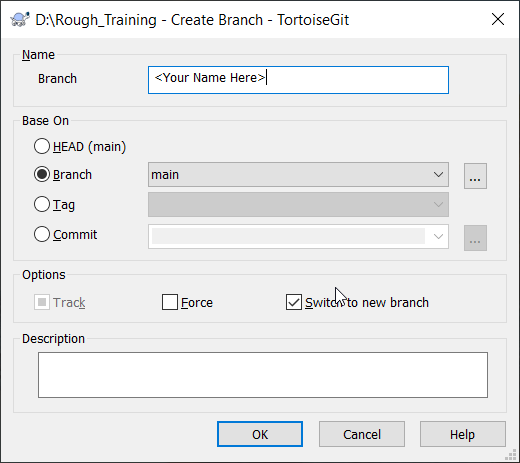 D:\Rough_Training - Create Branch - TortoiseGit
Name
Branch <Your Name Here>
Base On
HEAD (main)
Branch main ...
Tag
Commit ...
Options
Track Force Switch to new branch
Description
OK Cancel Help